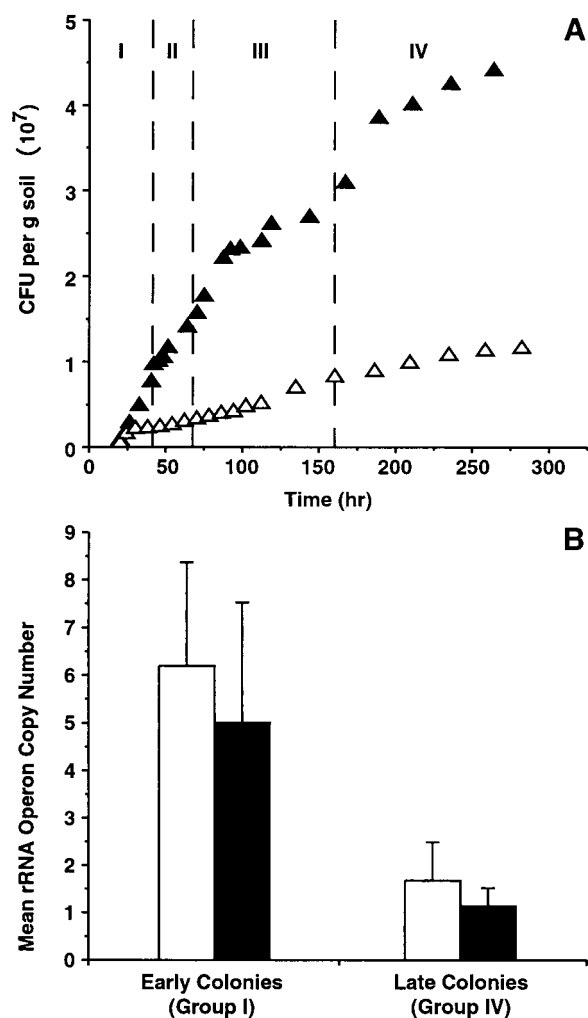 A
I II III IV
CFU per g soil (10⁷)
5
4
3
2
1
0
0 50 100 150 200 250 300
Time (hr)
B
Mean rRNA Operon Copy Number
9
8
7
6
5
4
3
2
1
0
Early Colonies Late Colonies
(Group I) (Group IV)